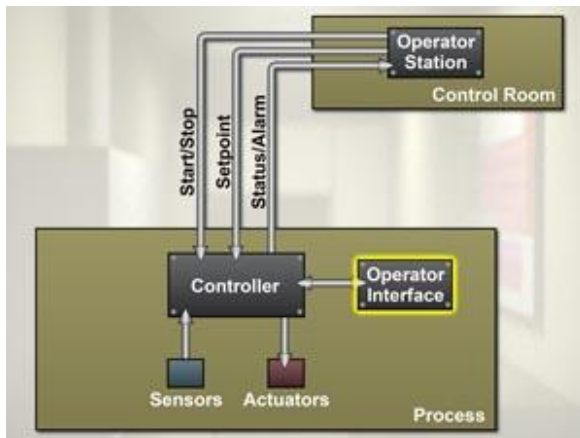 Operator
Station
Control Room
Start/Stop
Setpoint
Status/Alarm
Controller
Operator
Interface
Sensors
Actuators
Process